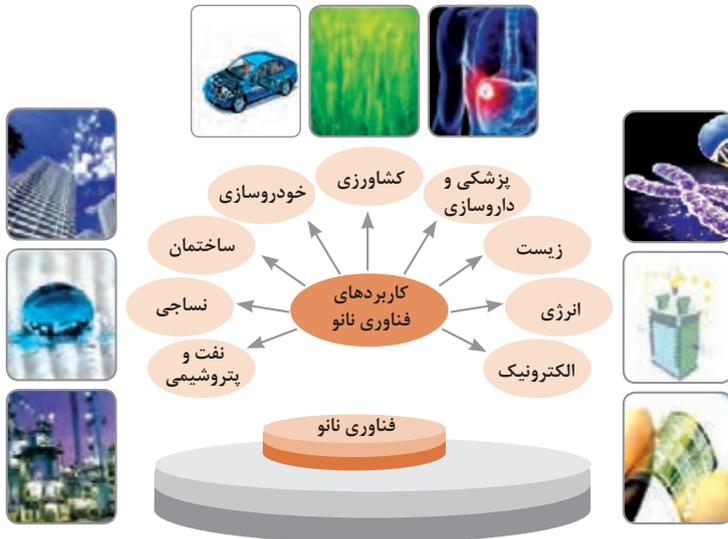 کشاورزی
پزشکی و
داروسازی
خودروسازی
زیست
ساختمان
انرژی
نساجی
کاربردهای
فناوری نانو
الکترونیک
نفت و
پتروشیمی
فناوری نانو